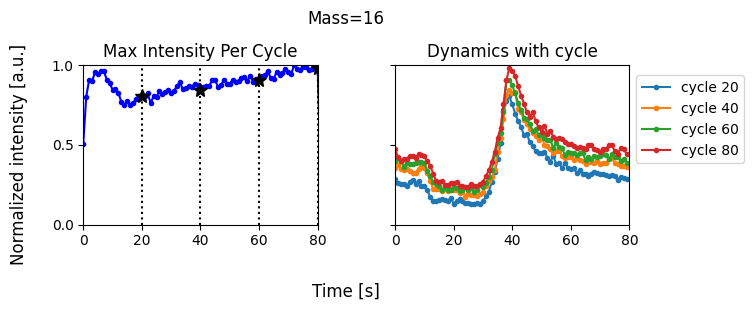 Mass=16
Max Intensity Per Cycle
Dynamics with cycle
Normalized intensity [a.u.]
1.0
0.5
0.0
0 20 40 60 80
0 20 40 60 80
cycle 20
cycle 40
cycle 60
cycle 80
Time [s]